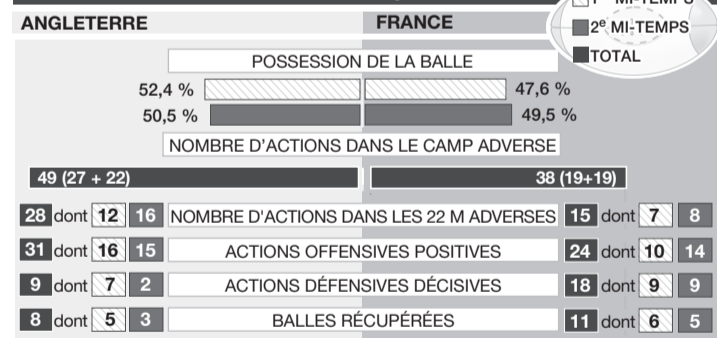 ANGLETERRE FRANCE
MI-TEMPS
2e MI-TEMPS
TOTAL
POSSESSION DE LA BALLE
52,4 % 47,6 %
50,5 % 49,5 %
NOMBRE D'ACTIONS DANS LE CAMP ADVERSE
49 (27 + 22) 38 (19+19)
28 dont 12 16 NOMBRE D'ACTIONS DANS LES 22 M ADVERSES 15 dont 7 8
31 dont 16 15 ACTIONS OFFENSIVES POSITIVES 24 dont 10 14
9 dont 7 2 ACTIONS DÉFENSIVES DÉCISIVES 18 dont 9 9
8 dont 5 3 BALLES RÉCUPÉRÉES 11 dont 6 5